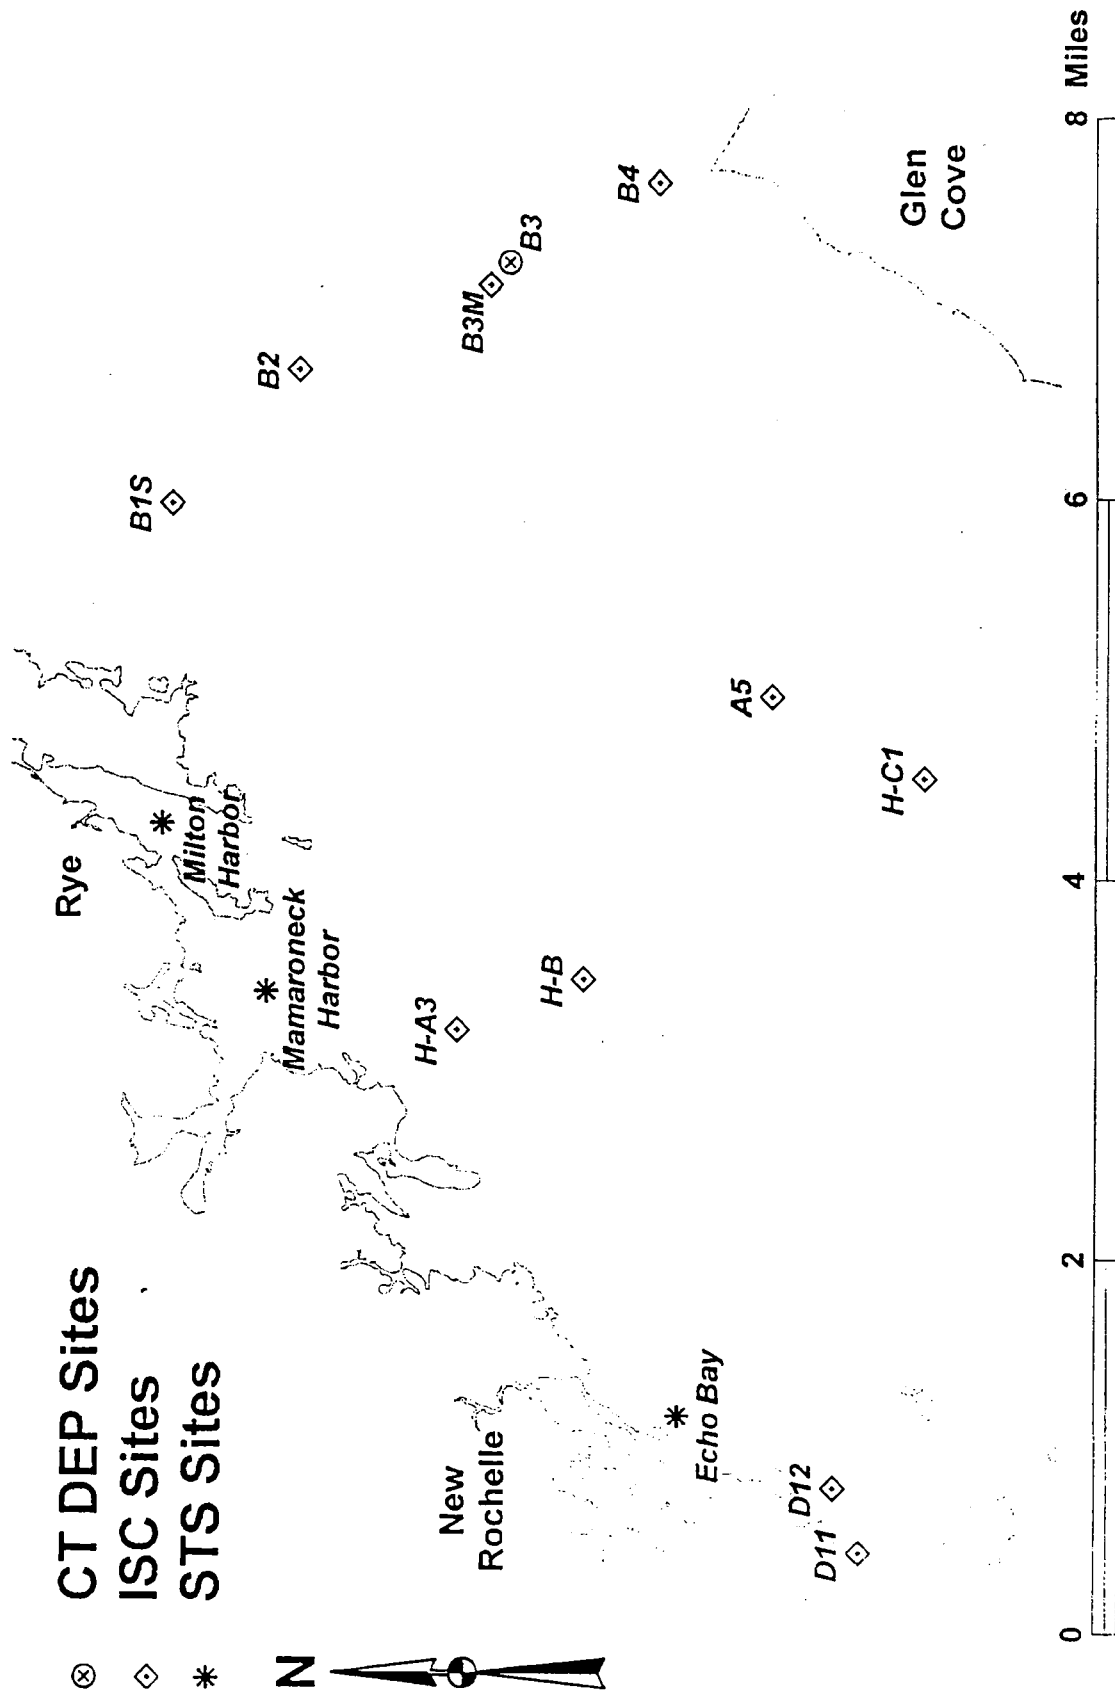 CT DEP Sites
ISC Sites
STS Sites
N
Rye
Milton
Harbor
Mamaroneck
Harbor
New
Rochelle
Echo Bay
Glen
Cove
B1S
B2
B3M
B3
B4
H-A3
H-B
A5
H-C1
D12
D11
0
2
4
6
8 Miles